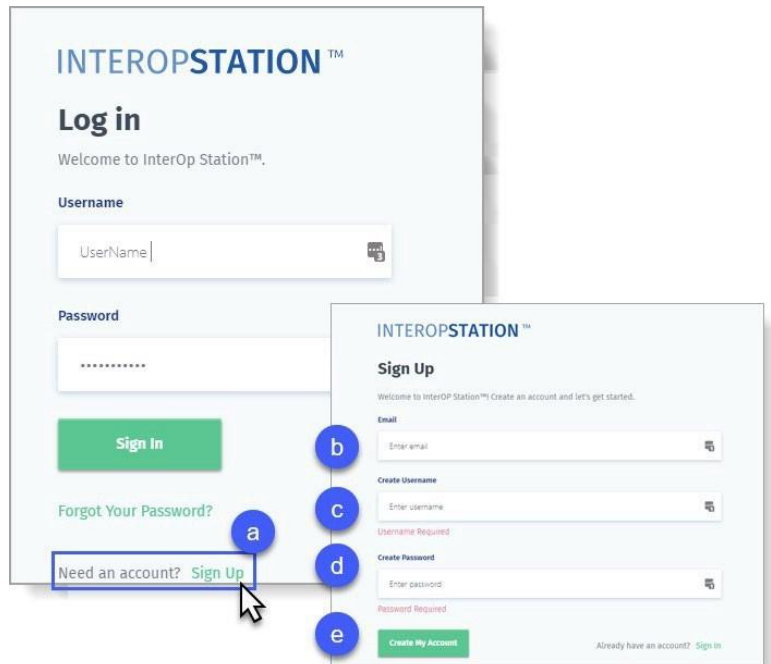 INTEROPSTATION™
Log in
Welcome to InterOp Station™.
Username
UserName
3
Password
...........
Sign In
Forgot Your Password?
a
Need an account? Sign Up
INTEROPSTATION™
Sign Up
Welcome to InterOP Station™! Create an account and let's get started.
Email
b
Enter email
Create Username
c
Enter username
Username Required
Create Password
d
Enter password
Password Required
e
Create My Account
Already have an account? Sign In